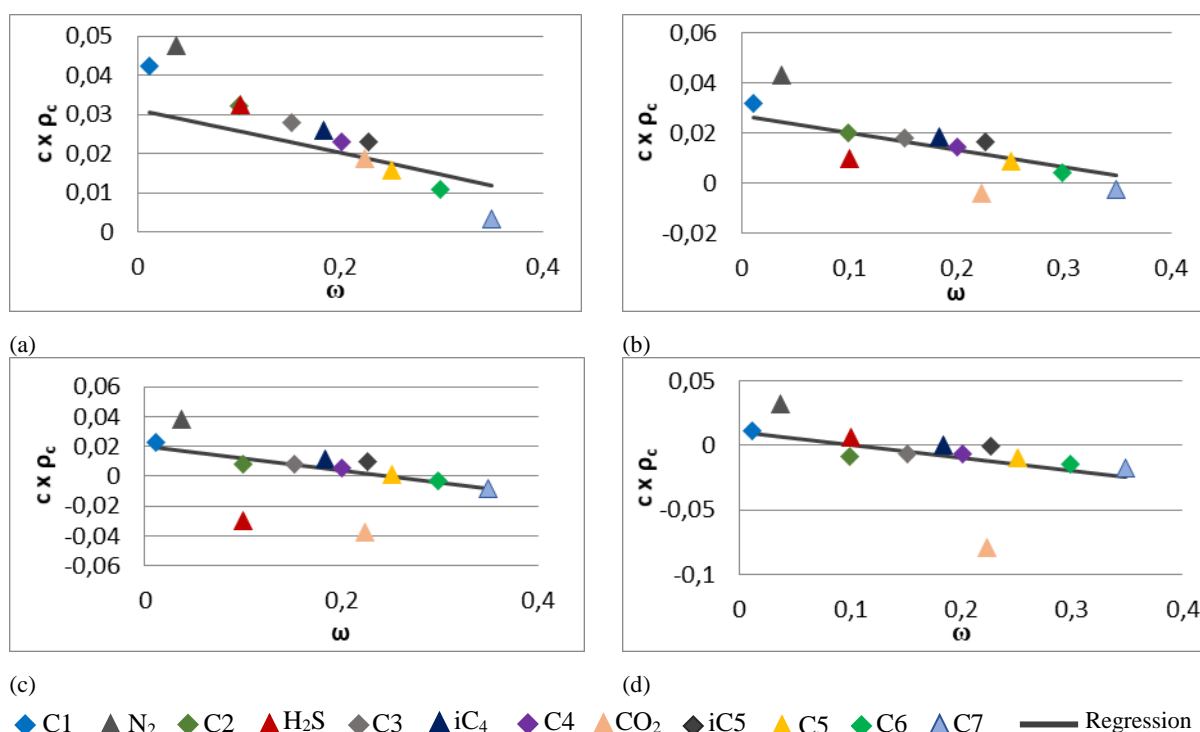 c x ρc
0,05
0,04
0,03
0,02
0,01
0
0
0,2
0,4
ω
(a)
c x ρc
0,06
0,04
0,02
0
-0,02
0
0,1
0,2
0,3
0,4
ω
(b)
c x ρc
0,06
0,04
0,02
0
-0,02
-0,04
-0,06
0
0,2
0,4
ω
(c)
c x ρc
0,05
0
-0,05
-0,1
0
0,1
0,2
0,3
0,4
ω
(d)
C1 N₂ C2 H₂S C3 iC₄ C4 CO₂ iC5 C5 C6 C7 Regression